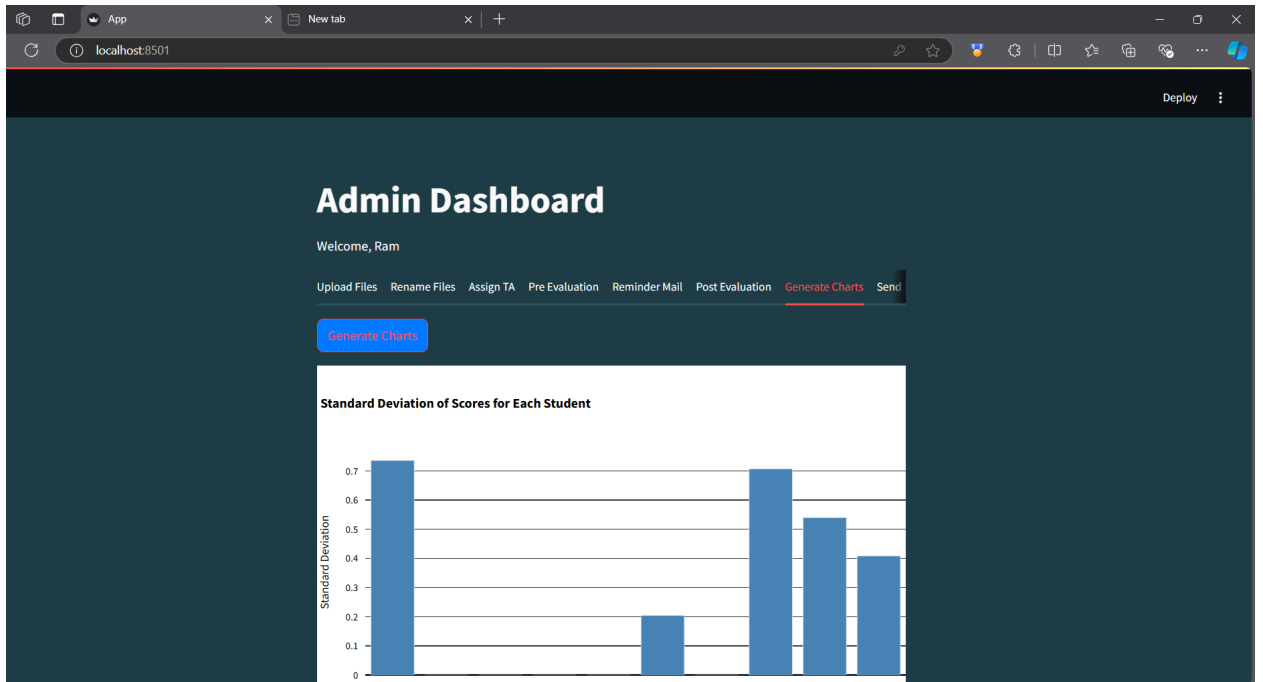 App
New tab
localhost:8501
Deploy
Admin Dashboard
Welcome, Ram
Upload Files Rename Files Assign TA Pre Evaluation Reminder Mail Post Evaluation Generate Charts Send
Generate Charts
Standard Deviation of Scores for Each Student
Standard Deviation
0.7
0.6
0.5
0.4
0.3
0.2
0.1
0